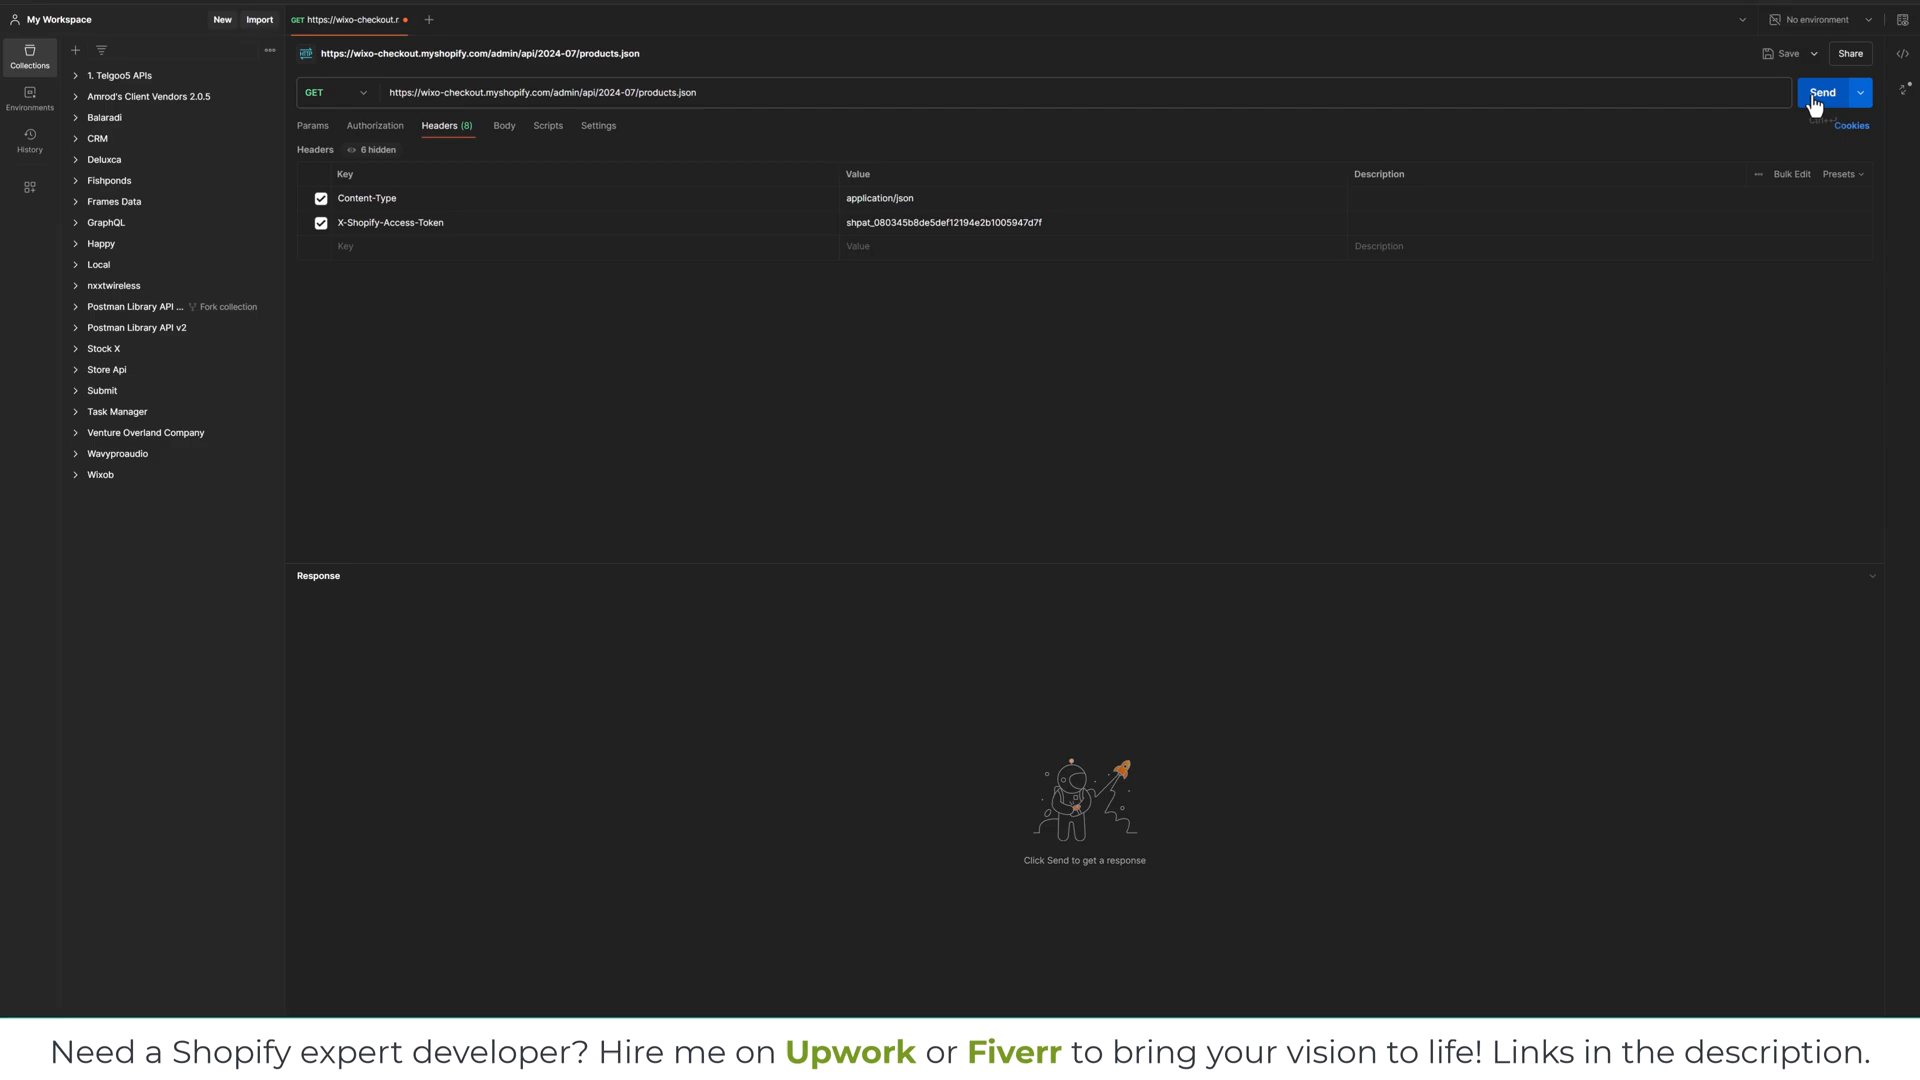 My Workspace
New
Import
GET https://wixo-checkout.r
No environment
Collections
Environments
History
1. Telgoo5 APIs
Amrod's Client Vendors 2.0.5
Balaradi
CRM
Deluxca
Fishponds
Frames Data
GraphQL
Happy
Local
nxxtwireless
Postman Library API ... Fork collection
Postman Library API v2
Stock X
Store Api
Submit
Task Manager
Venture Overland Company
Wavyproaudio
Wixob
HTTP https://wixo-checkout.myshopify.com/admin/api/2024-07/products.json
Save
Share
GET https://wixo-checkout.myshopify.com/admin/api/2024-07/products.json
Send
Params Authorization Headers (8) Body Scripts Settings
Cookies
Headers 6 hidden
Key Value Description Bulk Edit Presets
Content-Type application/json
X-Shopify-Access-Token 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
Key Value Description
Response
Click Send to get a response
Need a Shopify expert developer? Hire me on Upwork or Fiverr to bring your vision to life! Links in the description.